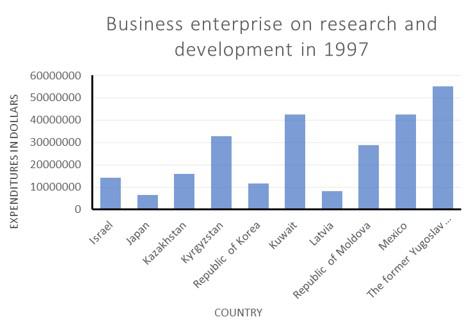 Business enterprise on research and
development in 1997
EXPENDITURES IN DOLLARS
60000000
50000000
40000000
30000000
20000000
10000000
0
Israel
Japan
Kazakhstan
Kyrgyzstan
Republic of Korea
Kuwait
Latvia
Republic of Moldova
Mexico
The former Yugoslav...
COUNTRY